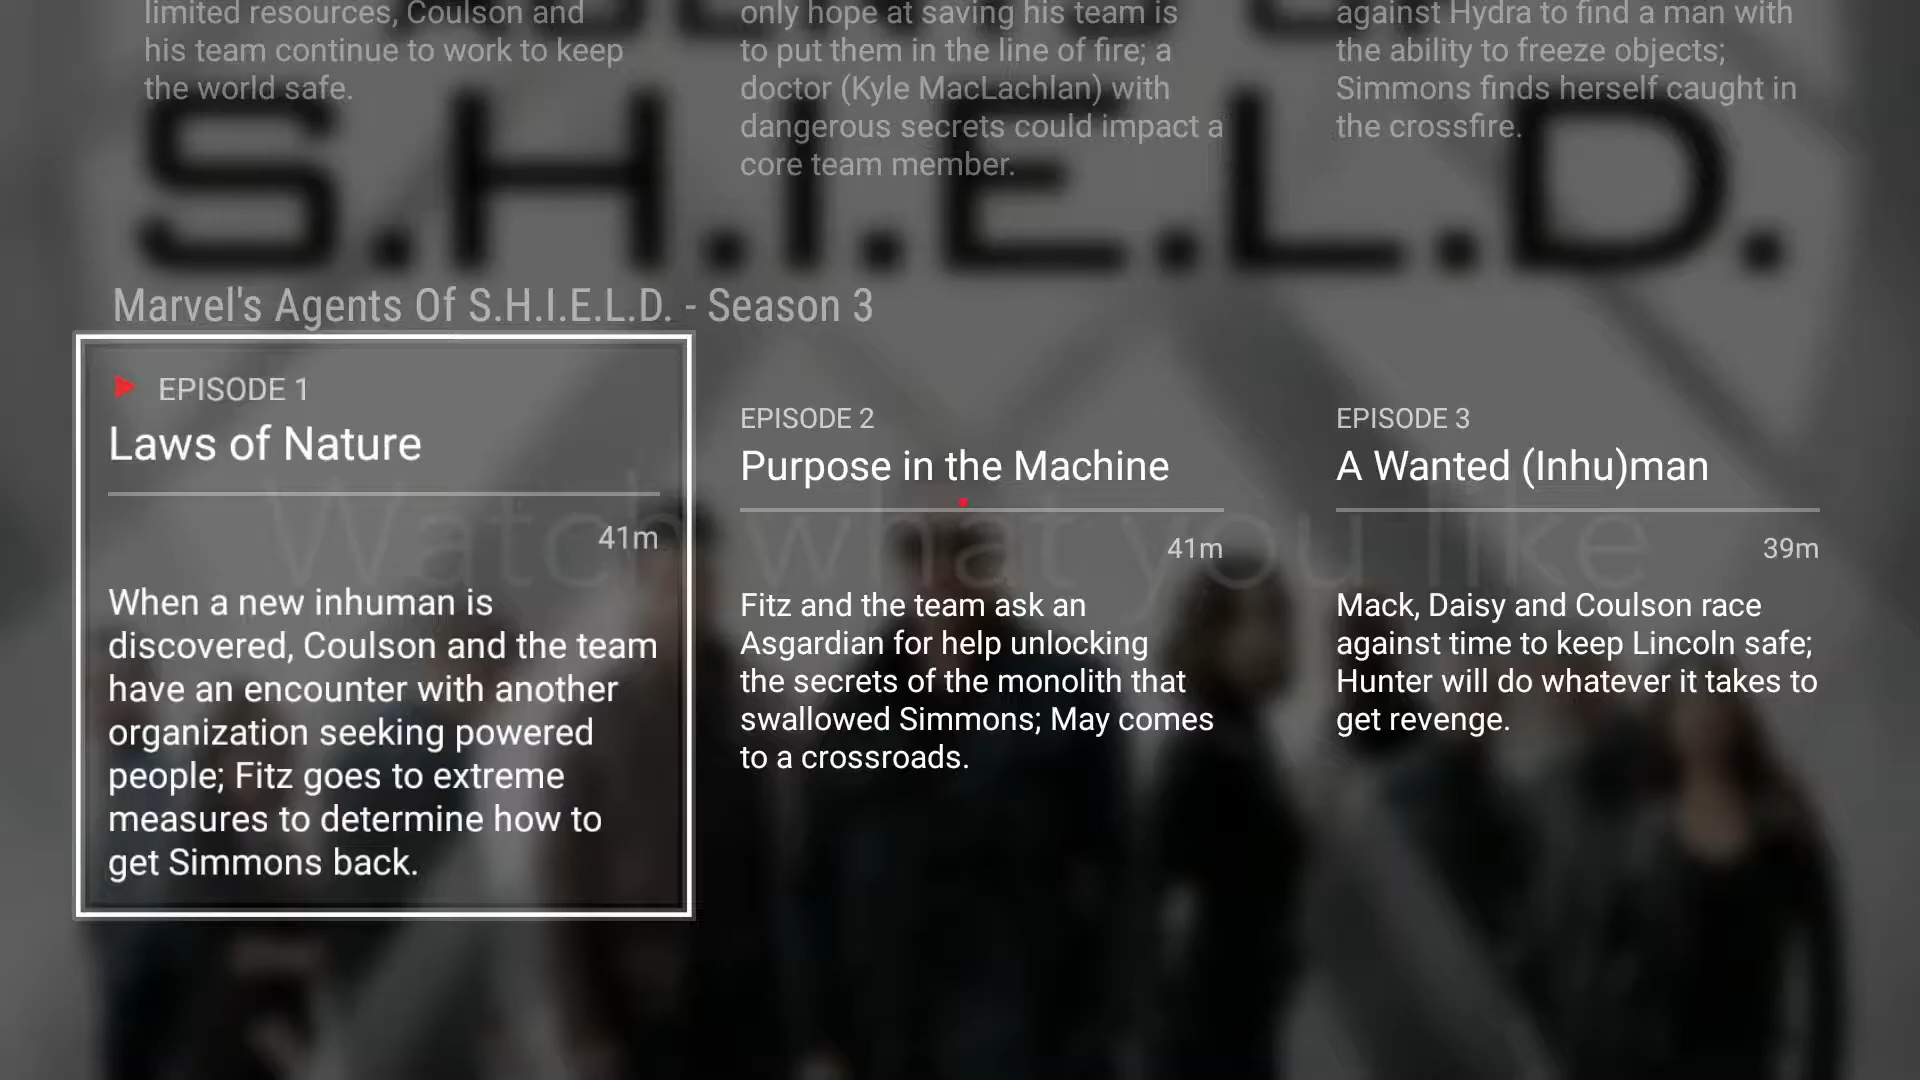 limited resources, Coulson and
his team continue to work to keep
the world safe.
only hope at saving his team is
to put them in the line of fire; a
doctor (Kyle MacLachlan) with
dangerous secrets could impact a
core team member.
against Hydra to find a man with
the ability to freeze objects;
Simmons finds herself caught in
the crossfire.
S.H.I.E.L.D.
Marvel's Agents Of S.H.I.E.L.D. - Season 3
EPISODE 1
Laws of Nature
41m
When a new inhuman is
discovered, Coulson and the team
have an encounter with another
organization seeking powered
people; Fitz goes to extreme
measures to determine how to
get Simmons back.
EPISODE 2
Purpose in the Machine
41m
Fitz and the team ask an
Asgardian for help unlocking
the secrets of the monolith that
swallowed Simmons; May comes
to a crossroads.
EPISODE 3
A Wanted (Inhu)man
39m
Mack, Daisy and Coulson race
against time to keep Lincoln safe;
Hunter will do whatever it takes to
get revenge.
Watch what you like